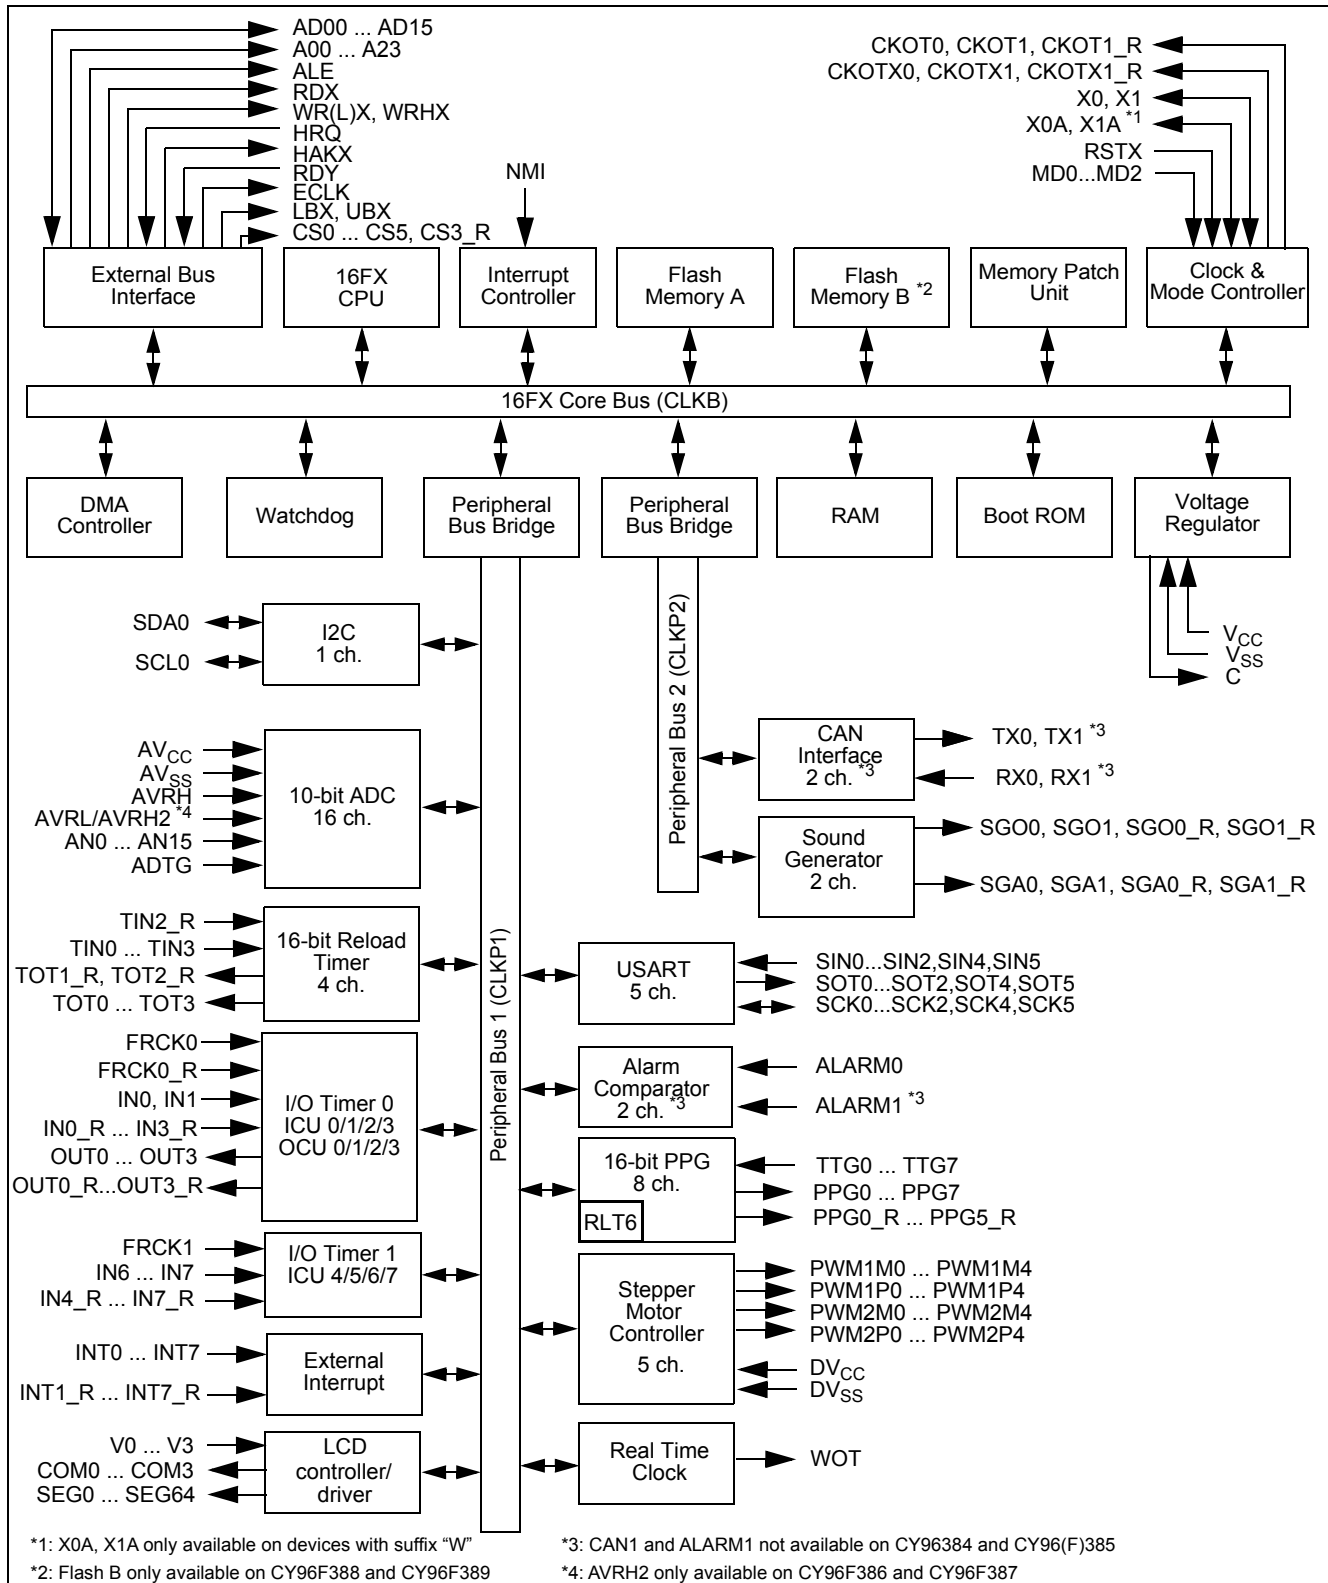 AD00 ... AD15
A00 ... A23
ALE
RDX
WR(L)X, WRHX
HRQ
HAKX
RDY
ECLK
LBX, UBX
CS0 ... CS5, CS3_R
NMI
CKOT0, CKOT1, CKOT1_R
CKOTX0, CKOTX1, CKOTX1_R
X0, X1
X0A, X1A *1
RSTX
MD0...MD2
External Bus
Interface
16FX
CPU
Interrupt
Controller
Flash
Memory A
Flash
Memory B *2
Memory Patch
Unit
Clock &
Mode Controller
16FX Core Bus (CLKB)
DMA
Controller
Watchdog
Peripheral
Bus Bridge
Peripheral
Bus Bridge
RAM
Boot ROM
Voltage
Regulator
VCC
VSS
C
Peripheral Bus 1 (CLKP1)
Peripheral Bus 2 (CLKP2)
SDA0
SCL0
I2C
1 ch.
AVCC
AVSS
AVRH
AVRL/AVRH2 *4
AN0 ... AN15
ADTG
10-bit ADC
16 ch.
TIN2_R
TIN0 ... TIN3
TOT1_R, TOT2_R
TOT0 ... TOT3
16-bit Reload
Timer
4 ch.
FRCK0
FRCK0_R
IN0, IN1
IN0_R ... IN3_R
OUT0 ... OUT3
OUT0_R...OUT3_R
I/O Timer 0
ICU 0/1/2/3
OCU 0/1/2/3
FRCK1
IN6 ... IN7
IN4_R ... IN7_R
I/O Timer 1
ICU 4/5/6/7
INT0 ... INT7
INT1_R ... INT7_R
External
Interrupt
V0 ... V3
COM0 ... COM3
SEG0 ... SEG64
LCD
controller/
driver
CAN
Interface
2 ch. *3
TX0, TX1 *3
RX0, RX1 *3
Sound
Generator
2 ch.
SGO0, SGO1, SGO0_R, SGO1_R
SGA0, SGA1, SGA0_R, SGA1_R
USART
5 ch.
SIN0...SIN2,SIN4,SIN5
SOT0...SOT2,SOT4,SOT5
SCK0...SCK2,SCK4,SCK5
Alarm
Comparator
2 ch. *3
ALARM0
ALARM1 *3
16-bit PPG
8 ch.
RLT6
TTG0 ... TTG7
PPG0 ... PPG7
PPG0_R ... PPG5_R
Stepper
Motor
Controller
5 ch.
PWM1M0 ... PWM1M4
PWM1P0 ... PWM1P4
PWM2M0 ... PWM2M4
PWM2P0 ... PWM2P4
DVCC
DVSS
Real Time
Clock
WOT
*1: X0A, X1A only available on devices with suffix “W”
*2: Flash B only available on CY96F388 and CY96F389
*3: CAN1 and ALARM1 not available on CY96384 and CY96(F)385
*4: AVRH2 only available on CY96F386 and CY96F387